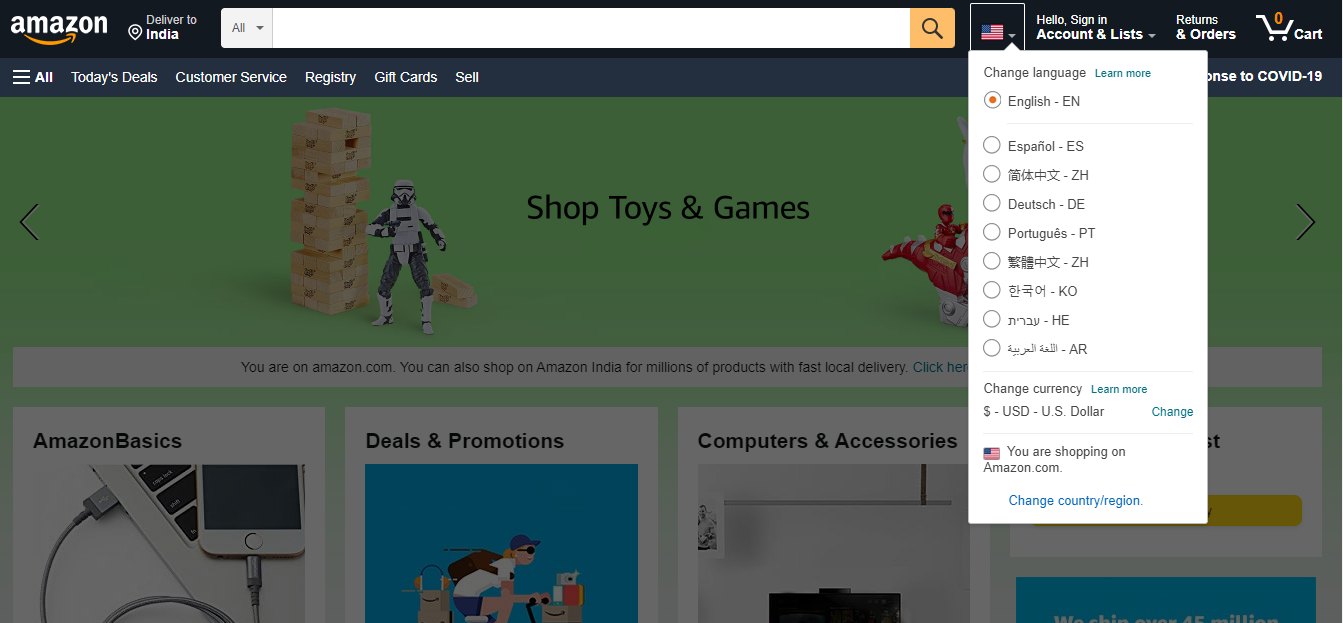 amazon
Deliver to
India
All
0
Hello, Sign in
Account & Lists
Returns
& Orders
Cart
All
Today's Deals
Customer Service
Registry
Gift Cards
Sell
onse to COVID-19
Change language Learn more
English - EN
Español - ES
简体中文 - ZH
Deutsch - DE
Português - PT
繁體中文 - ZH
한국어 - KO
עברית - HE
اللغة العربية - AR
Change currency Learn more
$ - USD - U.S. Dollar Change
You are shopping on
Amazon.com.
Change country/region.
Shop Toys & Games
You are on amazon.com. You can also shop on Amazon India for millions of products with fast local delivery. Click her
AmazonBasics
Deals & Promotions
Computers & Accessories
st
y
caps lock
shift
We ship over 45 million